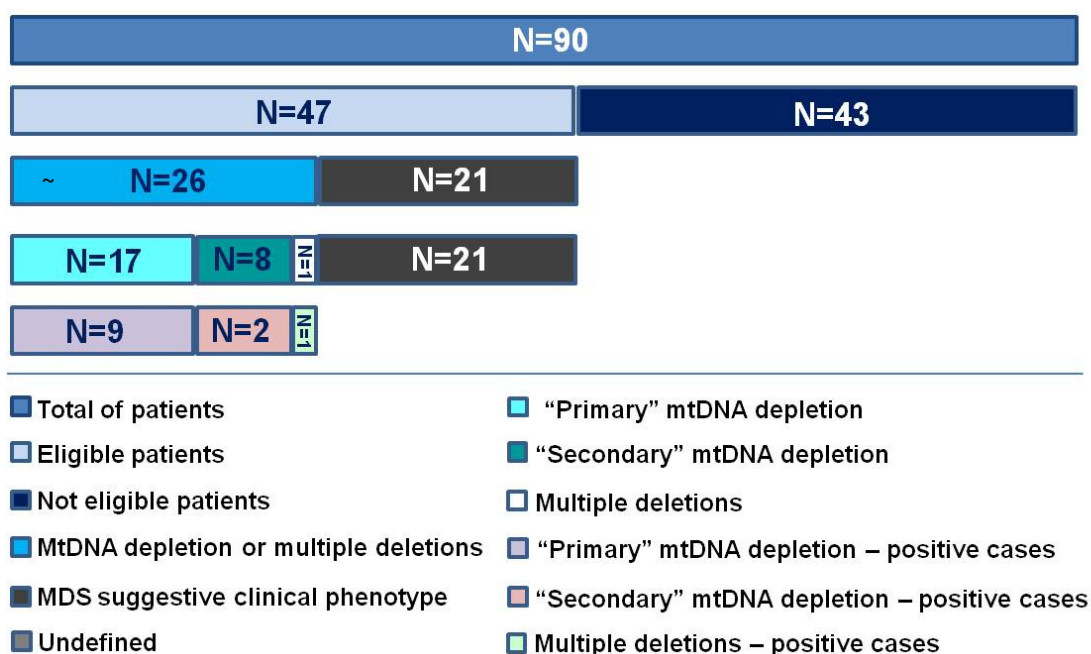 N=90
N=47 N=43
~ N=26 N=21
N=17 N=8 N=1 N=21
N=9 N=2 N=1
Total of patients
Eligible patients
Not eligible patients
MtDNA depletion or multiple deletions
MDS suggestive clinical phenotype
Undefined
“Primary” mtDNA depletion
“Secondary” mtDNA depletion
Multiple deletions
“Primary” mtDNA depletion – positive cases
“Secondary” mtDNA depletion – positive cases
Multiple deletions – positive cases